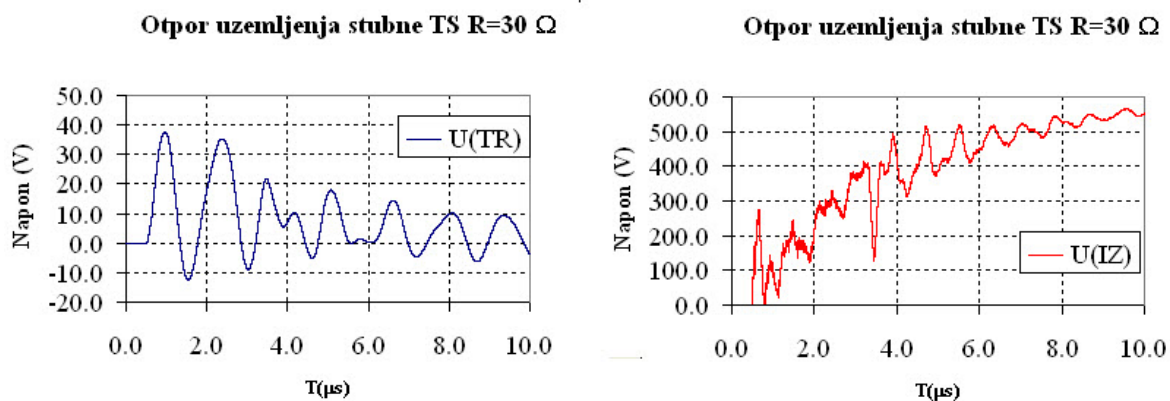 Otpor uzemljenja stubne TS R=30 Ω
50.0
40.0
30.0
20.0
10.0
0.0
-10.0
-20.0
Napon (V)
U(TR)
0.0 2.0 4.0 6.0 8.0 10.0
T(μs)
Otpor uzemljenja stubne TS R=30 Ω
600.0
500.0
400.0
300.0
200.0
100.0
0.0
Napon (V)
U(IZ)
0.0 2.0 4.0 6.0 8.0 10.0
T(μs)